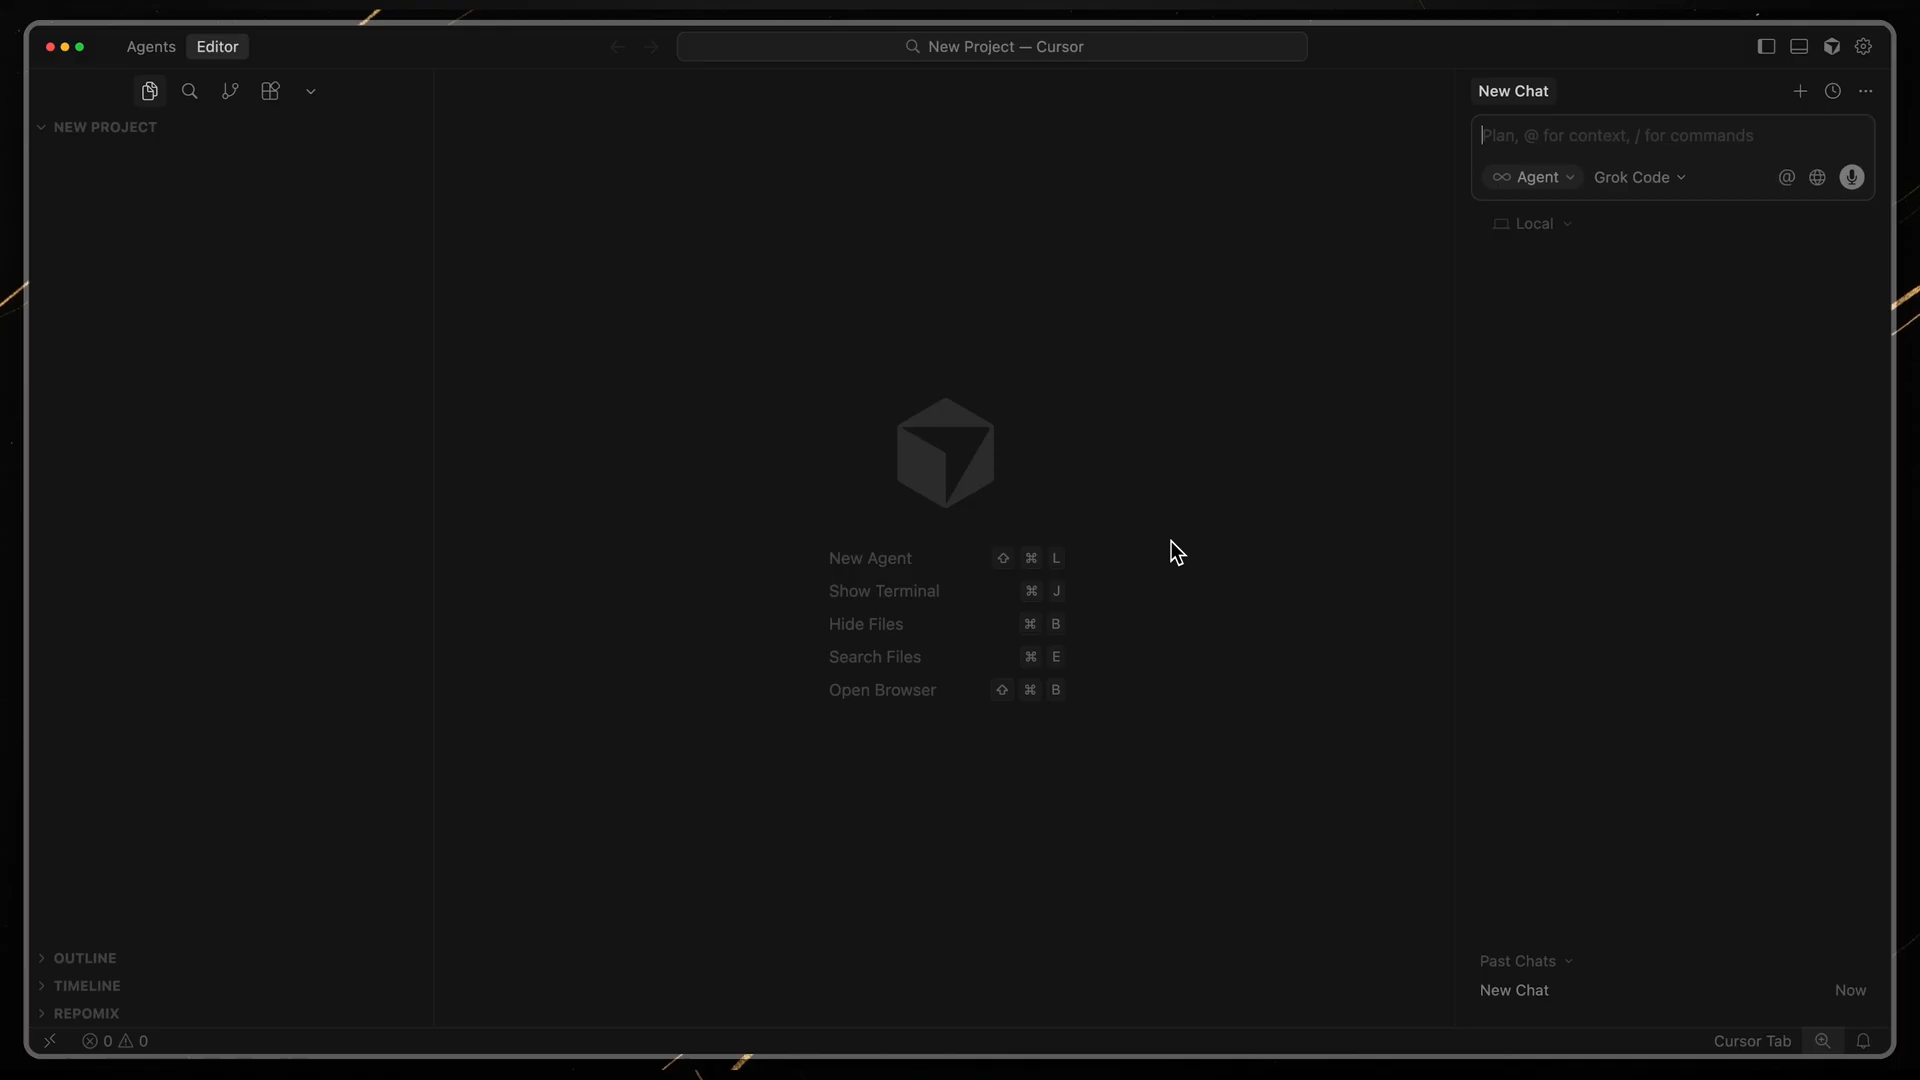 Agents Editor New Project — Cursor
NEW PROJECT
New Agent ⇧ ⌘ L
Show Terminal ⌘ J
Hide Files ⌘ B
Search Files ⌘ E
Open Browser ⇧ ⌘ B
New Chat
Plan, @ for context, / for commands
Agent Grok Code @
Local
Past Chats
New Chat Now
OUTLINE
TIMELINE
REPOMIX
0 0 Cursor Tab